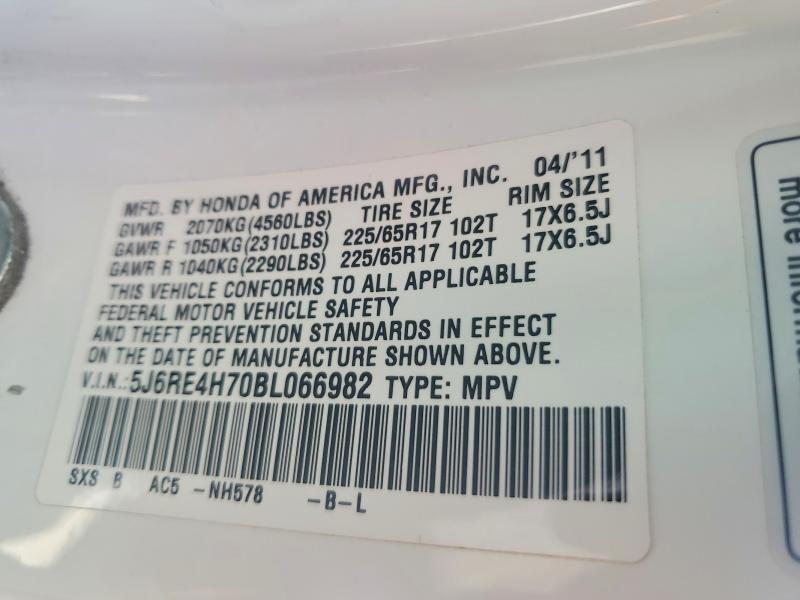 MFD. BY HONDA OF AMERICA MFG., INC. 04/'11
GVWR 2070KG(4560LBS) TIRE SIZE RIM SIZE
GAWR F 1050KG(2310LBS) 225/65R17 102T 17X6.5J
GAWR R 1040KG(2290LBS) 225/65R17 102T 17X6.5J
THIS VEHICLE CONFORMS TO ALL APPLICABLE
FEDERAL MOTOR VEHICLE SAFETY
AND THEFT PREVENTION STANDARDS IN EFFECT
ON THE DATE OF MANUFACTURE SHOWN ABOVE.
V.I.N.:5J6RE4H70BL066982 TYPE: MPV
SXS B AC5 -NH578 -B-L
more